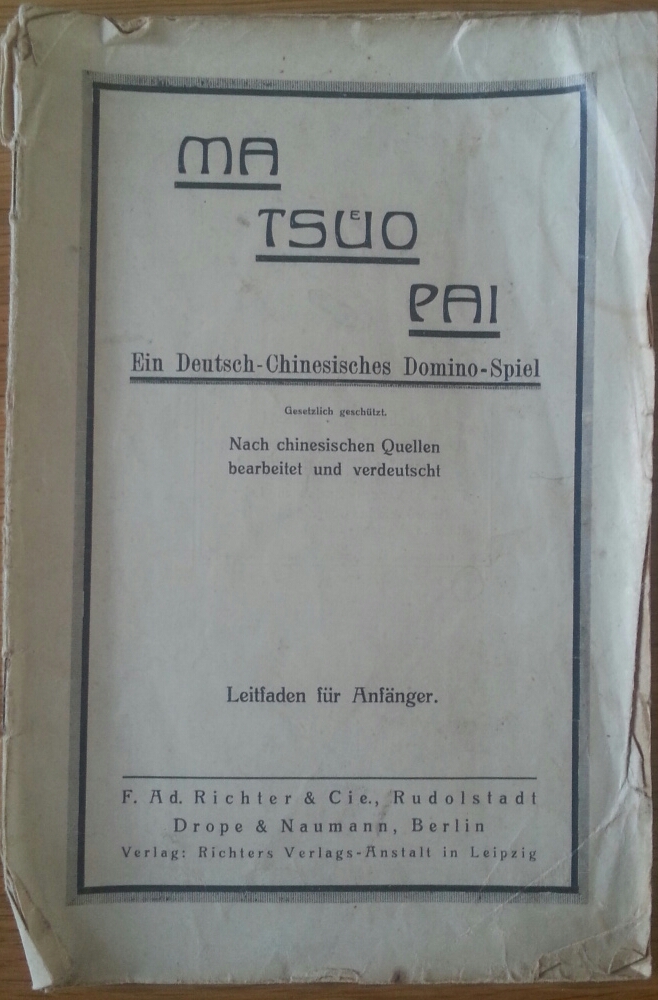 MA
TSÜEO
PAI
Ein Deutsch-Chinesisches Domino-Spiel
Gesetzlich geschützt.
Nach chinesischen Quellen
bearbeitet und verdeutscht
Leitfaden für Anfänger.
F. Ad. Richter & Cie., Rudolstadt
Drope & Naumann, Berlin
Verlag: Richters Verlags-Anstalt in Leipzig